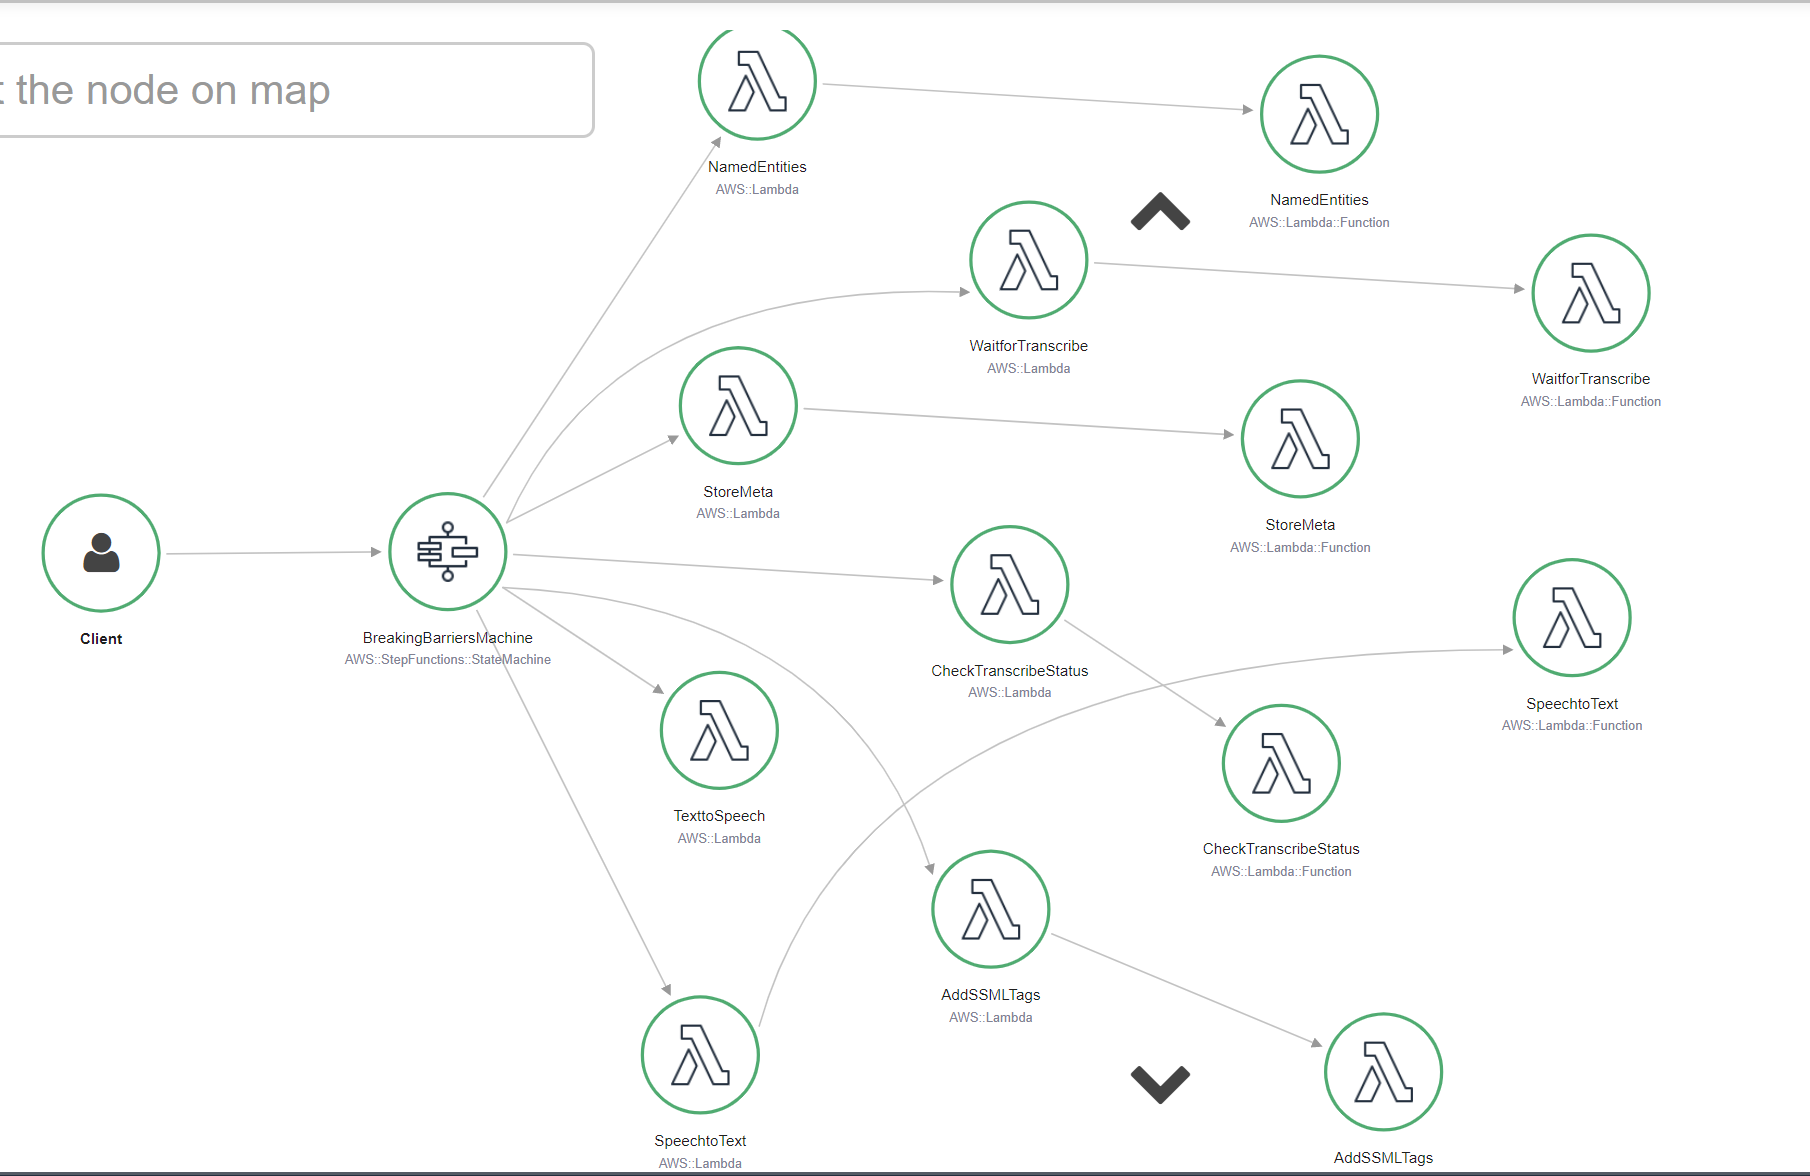 the node on map
NamedEntities
AWS::Lambda
NamedEntities
AWS::Lambda::Function
WaitforTranscribe
AWS::Lambda
WaitforTranscribe
AWS::Lambda::Function
StoreMeta
AWS::Lambda
StoreMeta
AWS::Lambda::Function
Client
BreakingBarriersMachine
AWS::StepFunctions::StateMachine
CheckTranscribeStatus
AWS::Lambda
SpeechtoText
AWS::Lambda::Function
TexttoSpeech
AWS::Lambda
CheckTranscribeStatus
AWS::Lambda::Function
AddSSMLTags
AWS::Lambda
SpeechtoText
AWS::Lambda
AddSSMLTags